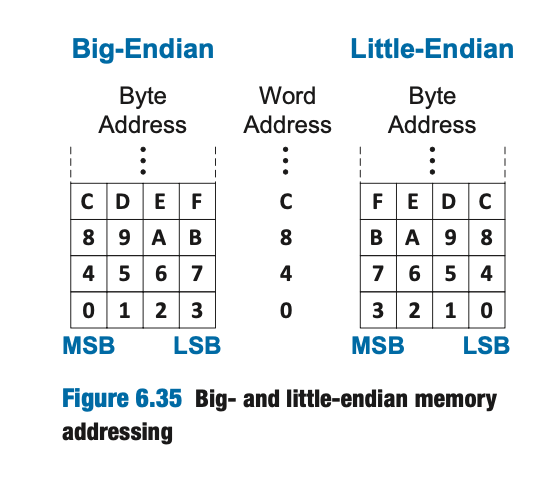 Big-Endian Little-Endian
Byte Word Byte
Address Address Address
C D E F C F E D C
8 9 A B 8 B A 9 8
4 5 6 7 4 7 6 5 4
0 1 2 3 0 3 2 1 0
MSB LSB MSB LSB
Figure 6.35 Big- and little-endian memory
addressing